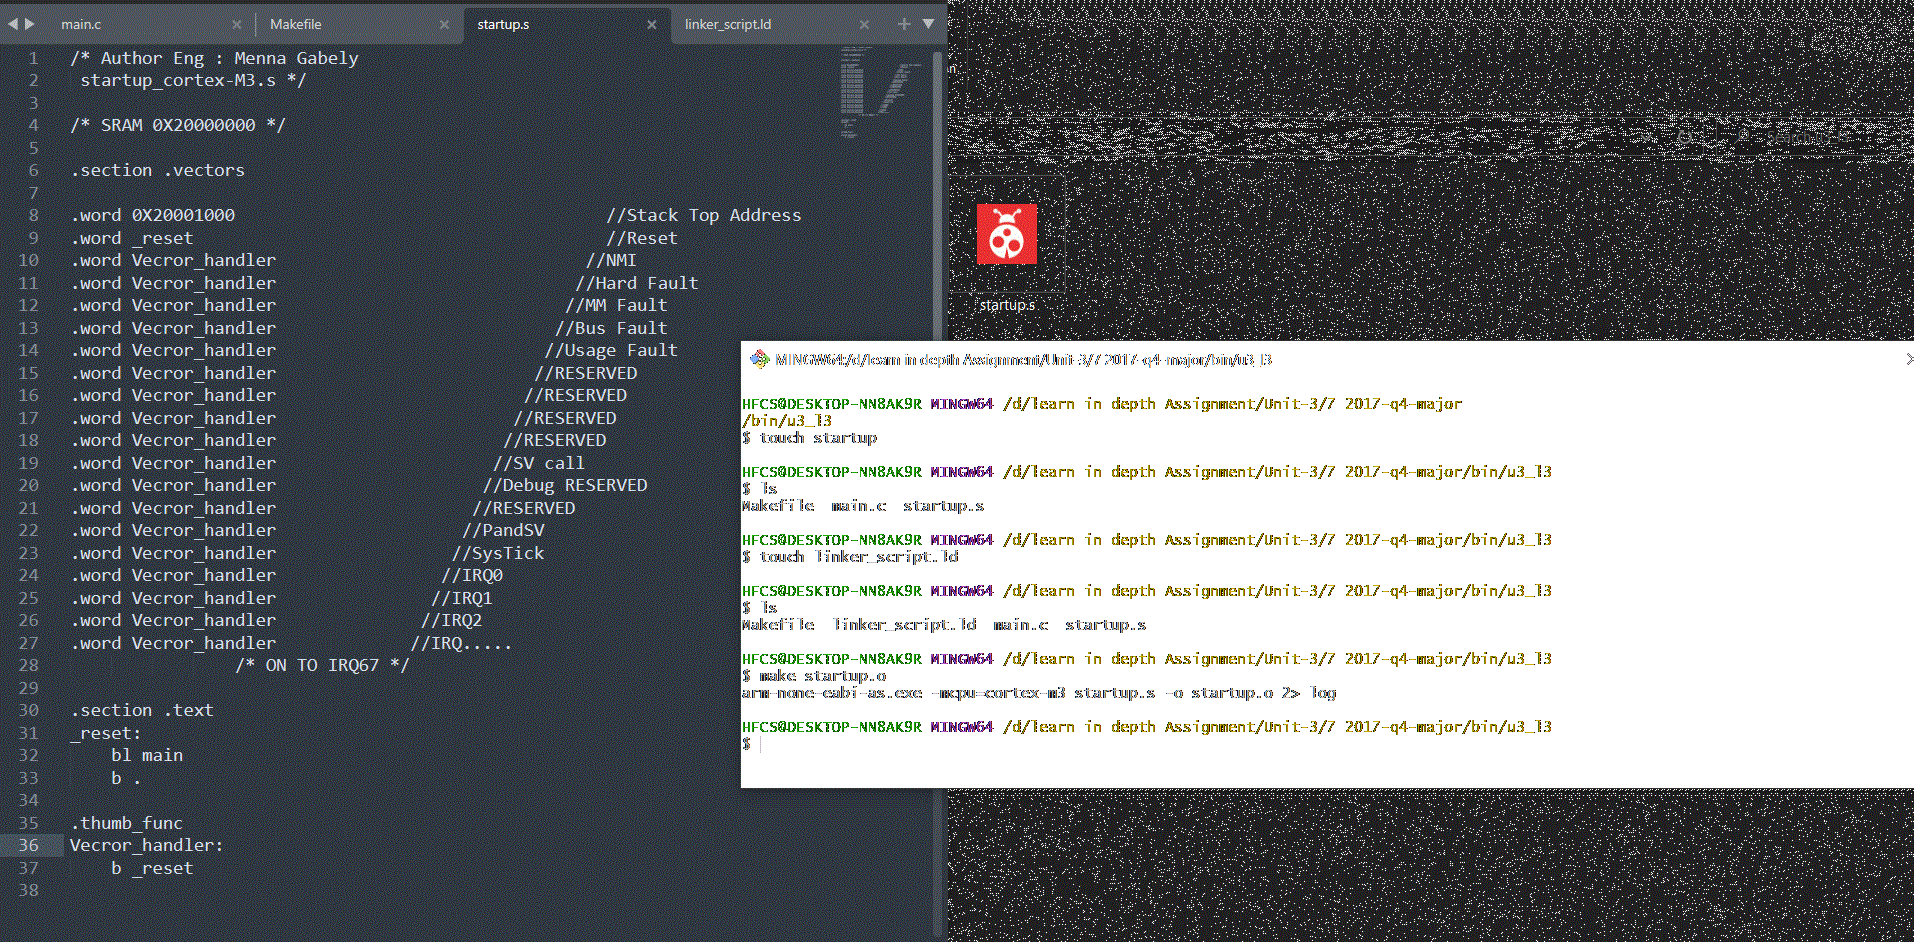 main.c
Makefile
startup.s
linker_script.ld
1 /* Author Eng : Menna Gabely
2 startup_cortex-M3.s */
3
4 /* SRAM 0X20000000 */
5
6 .section .vectors
7
8 .word 0X20001000 //Stack Top Address
9 .word _reset //Reset
10 .word Vecror_handler //NMI
11 .word Vecror_handler //Hard Fault
12 .word Vecror_handler //MM Fault
13 .word Vecror_handler //Bus Fault
14 .word Vecror_handler //Usage Fault
15 .word Vecror_handler //RESERVED
16 .word Vecror_handler //RESERVED
17 .word Vecror_handler //RESERVED
18 .word Vecror_handler //RESERVED
19 .word Vecror_handler //SV call
20 .word Vecror_handler //Debug RESERVED
21 .word Vecror_handler //RESERVED
22 .word Vecror_handler //PandSV
23 .word Vecror_handler //SysTick
24 .word Vecror_handler //IRQ0
25 .word Vecror_handler //IRQ1
26 .word Vecror_handler //IRQ2
27 .word Vecror_handler //IRQ.....
28 /* ON TO IRQ67 */
29
30 .section .text
31 _reset:
32 bl main
33 b .
34
35 .thumb_func
36 Vecror_handler:
37 b _reset
38
startup.s
MINGW64:/d/learn in depth Assignment/Unit-3/7 2017-q4-major/bin/u3_l3
HFCS@DESKTOP-NN8AK9R MINGW64 /d/learn in depth Assignment/Unit-3/7 2017-q4-major
/bin/u3_l3
$ touch startup
HFCS@DESKTOP-NN8AK9R MINGW64 /d/learn in depth Assignment/Unit-3/7 2017-q4-major/bin/u3_l3
$ ls
Makefile main.c startup.s
HFCS@DESKTOP-NN8AK9R MINGW64 /d/learn in depth Assignment/Unit-3/7 2017-q4-major/bin/u3_l3
$ touch linker_script.ld
HFCS@DESKTOP-NN8AK9R MINGW64 /d/learn in depth Assignment/Unit-3/7 2017-q4-major/bin/u3_l3
$ ls
Makefile linker_script.ld main.c startup.s
HFCS@DESKTOP-NN8AK9R MINGW64 /d/learn in depth Assignment/Unit-3/7 2017-q4-major/bin/u3_l3
$ make startup.o
arm-none-eabi-as.exe -mcpu=cortex-m3 startup.s -o startup.o 2> log
HFCS@DESKTOP-NN8AK9R MINGW64 /d/learn in depth Assignment/Unit-3/7 2017-q4-major/bin/u3_l3
$